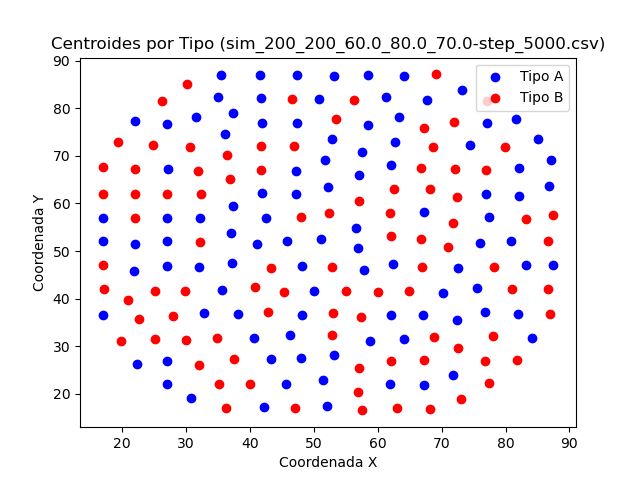 Centroides por Tipo (sim_200_200_60.0_80.0_70.0-step_5000.csv)
Tipo A
Tipo B
90
80
70
60
50
40
30
20
Coordenada Y
20 30 40 50 60 70 80 90
Coordenada X